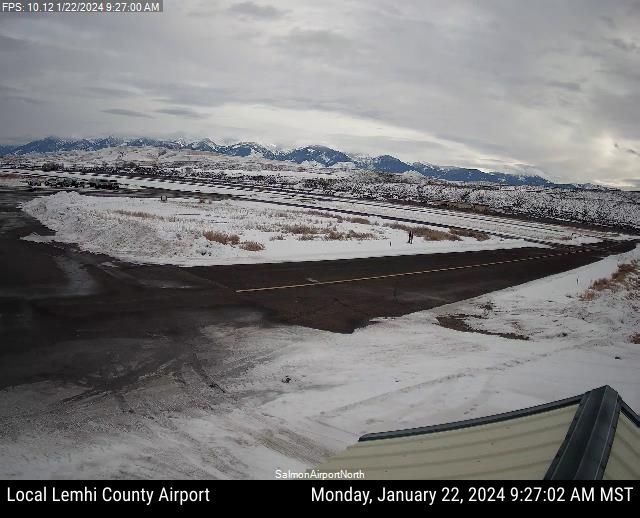 FPS: 10.12 1/22/2024 9:27:00 AM
SalmonAirportNorth
Local Lemhi County Airport Monday, January 22, 2024 9:27:02 AM MST